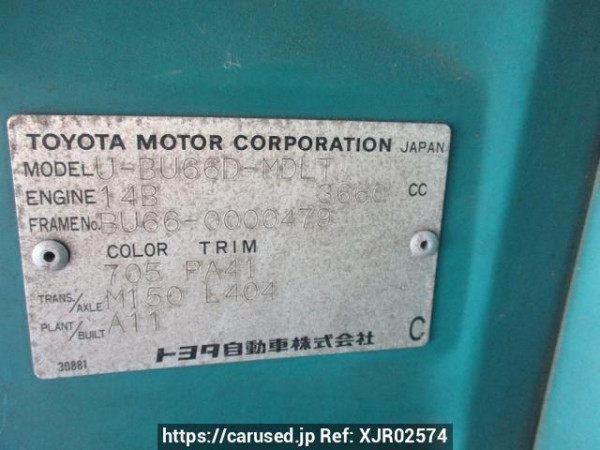 TOYOTA MOTOR CORPORATION JAPAN
MODEL U-BU66D-MDLT
ENGINE 14B 3660 CC
FRAME No. BU66-0000479
COLOR TRIM
705 PA41
TRANS./AXLE M150 L404
PLANT/BUILT A11
トヨタ自動車株式会社 C
30881
https://carused.jp Ref: XJR02574